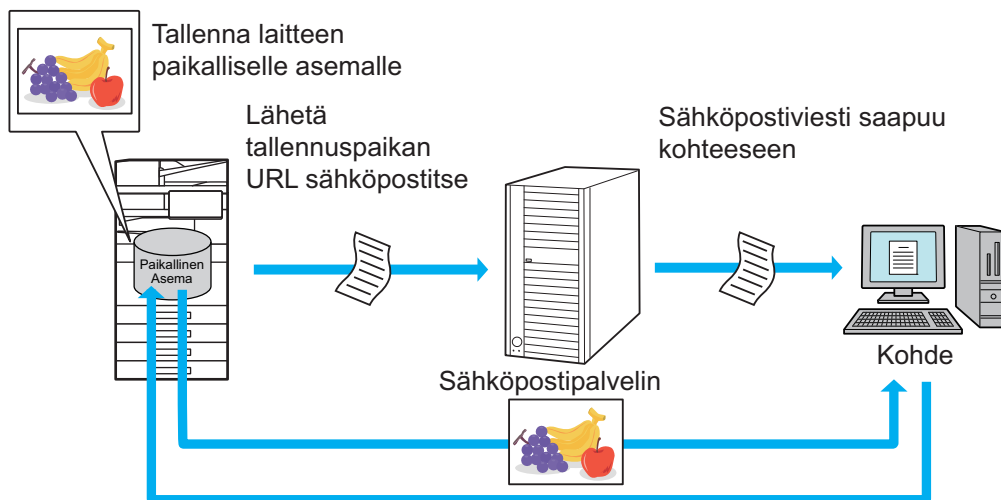 Tallenna laitteen
paikalliselle asemalle
Lähetä
tallennuspaikan
URL sähköpostitse
Sähköpostiviesti saapuu
kohteeseen
Paikallinen
Asema
Sähköpostipalvelin
Kohde